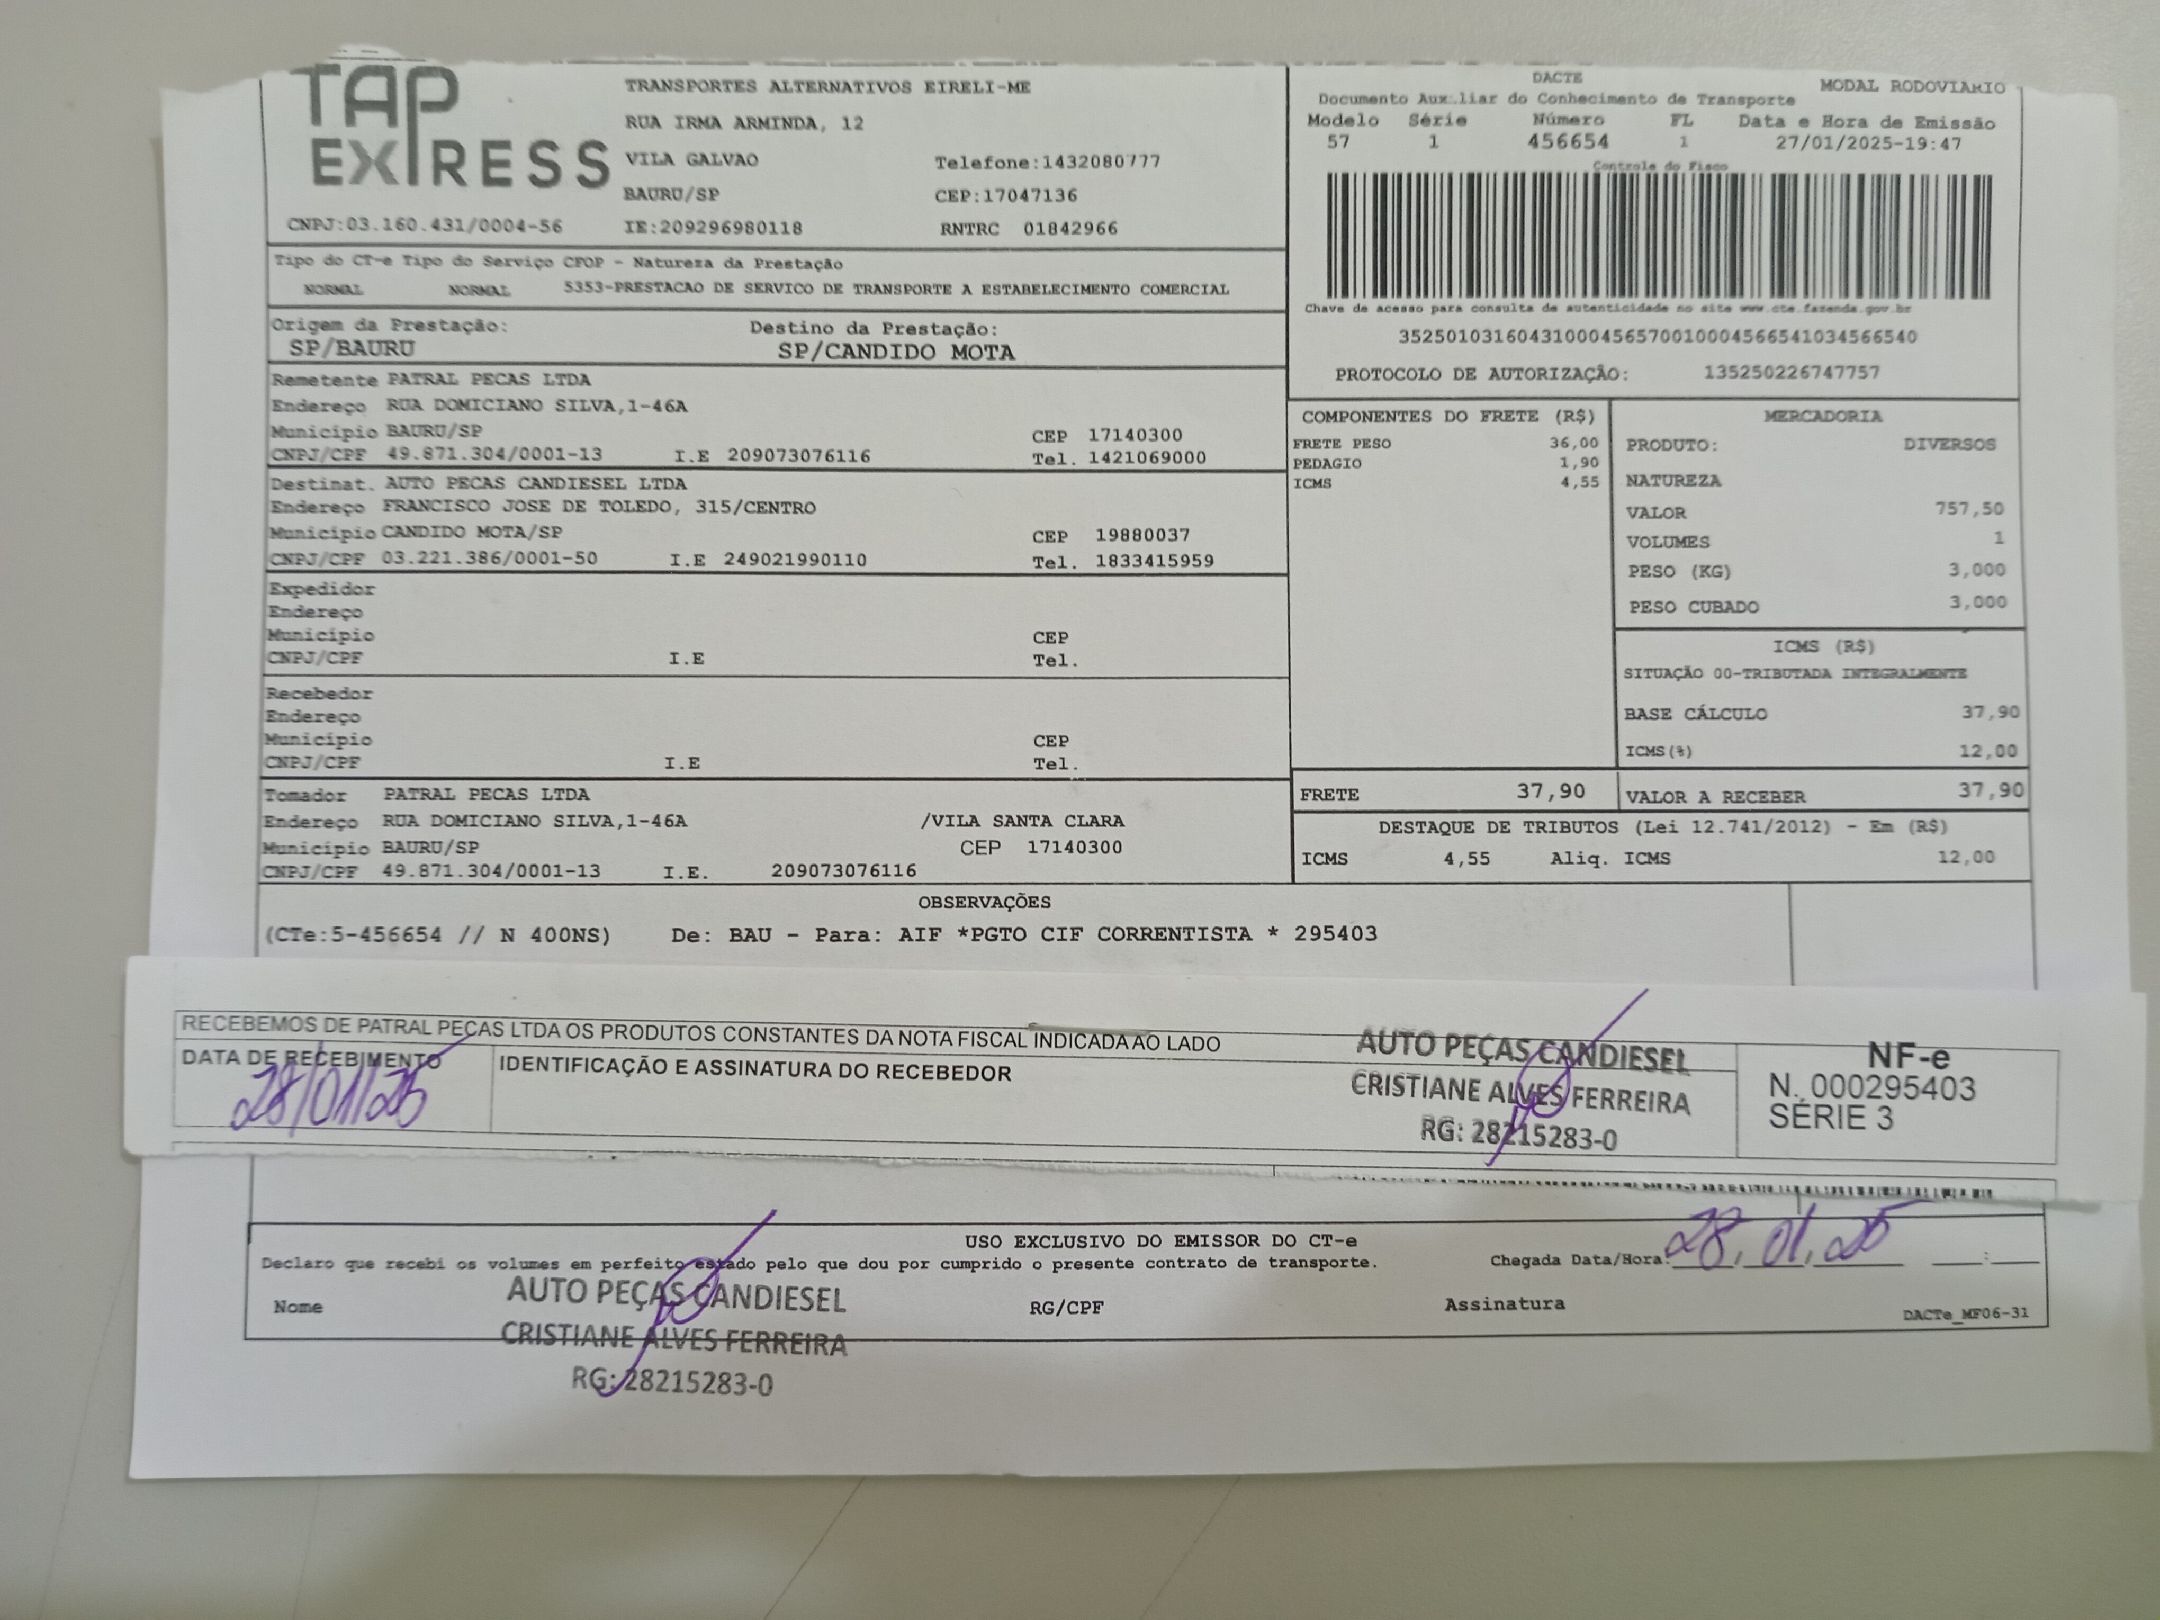 TAP EXPRESS
TRANSPORTES ALTERNATIVOS EIRELI-ME
RUA IRMA ARMINDA, 12
VILA GALVAO Telefone:1432080777
BAURU/SP CEP:17047136
CNPJ:03.160.431/0004-56 IE:209296980118 RNTRC 01842966
DACTE MODAL RODOVIARIO
Documento Auxiliar do Conhecimento de Transporte
Modelo Série Número FL Data e Hora de Emissão
57 1 456654 1 27/01/2025-19:47
Controle do Fisco
Chave de acesso para consulta de autenticidade no site www.cte.fazenda.gov.br
35250103160431000456570010004566541034566540
PROTOCOLO DE AUTORIZAÇÃO: 135250226747757
Tipo do CT-e Tipo do Serviço CFOP - Natureza da Prestação
NORMAL NORMAL 5353-PRESTACAO DE SERVICO DE TRANSPORTE A ESTABELECIMENTO COMERCIAL
Origem da Prestação: Destino da Prestação:
SP/BAURU SP/CANDIDO MOTA
Remetente PATRAL PECAS LTDA
Endereço RUA DOMICIANO SILVA,1-46A
Município BAURU/SP CEP 17140300
CNPJ/CPF 49.871.304/0001-13 I.E 209073076116 Tel. 1421069000
Destinat. AUTO PECAS CANDIESEL LTDA
Endereço FRANCISCO JOSE DE TOLEDO, 315/CENTRO
Município CANDIDO MOTA/SP CEP 19880037
CNPJ/CPF 03.221.386/0001-50 I.E 249021990110 Tel. 1833415959
Expedidor
Endereço
Município CEP
CNPJ/CPF I.E Tel.
Recebedor
Endereço
Município CEP
CNPJ/CPF I.E Tel.
Tomador PATRAL PECAS LTDA
Endereço RUA DOMICIANO SILVA,1-46A /VILA SANTA CLARA
Município BAURU/SP CEP 17140300
CNPJ/CPF 49.871.304/0001-13 I.E. 209073076116
COMPONENTES DO FRETE (R$)
FRETE PESO 36,00
PEDAGIO 1,90
ICMS 4,55
MERCADORIA
PRODUTO: DIVERSOS
NATUREZA
VALOR 757,50
VOLUMES 1
PESO (KG) 3,000
PESO CUBADO 3,000
ICMS (R$)
SITUAÇÃO 00-TRIBUTADA INTEGRALMENTE
BASE CÁLCULO 37,90
ICMS(%) 12,00
FRETE 37,90 VALOR A RECEBER 37,90
DESTAQUE DE TRIBUTOS (Lei 12.741/2012) - Em (R$)
ICMS 4,55 Aliq. ICMS 12,00
OBSERVAÇÕES
(CTe:5-456654 // N 400NS) De: BAU - Para: AIF *PGTO CIF CORRENTISTA * 295403
RECEBEMOS DE PATRAL PEÇAS LTDA OS PRODUTOS CONSTANTES DA NOTA FISCAL INDICADA AO LADO
DATA DE RECEBIMENTO IDENTIFICAÇÃO E ASSINATURA DO RECEBEDOR
28/01/25
AUTO PEÇAS CANDIESEL
CRISTIANE ALVES FERREIRA
RG: 28215283-0
NF-e
N. 000295403
SÉRIE 3
USO EXCLUSIVO DO EMISSOR DO CT-e
Declaro que recebi os volumes em perfeito estado pelo que dou por cumprido o presente contrato de transporte. Chegada Data/Hora: 28,01,25 :
Nome RG/CPF Assinatura DACTe_MF06-31
AUTO PEÇAS CANDIESEL
CRISTIANE ALVES FERREIRA
RG: 28215283-0